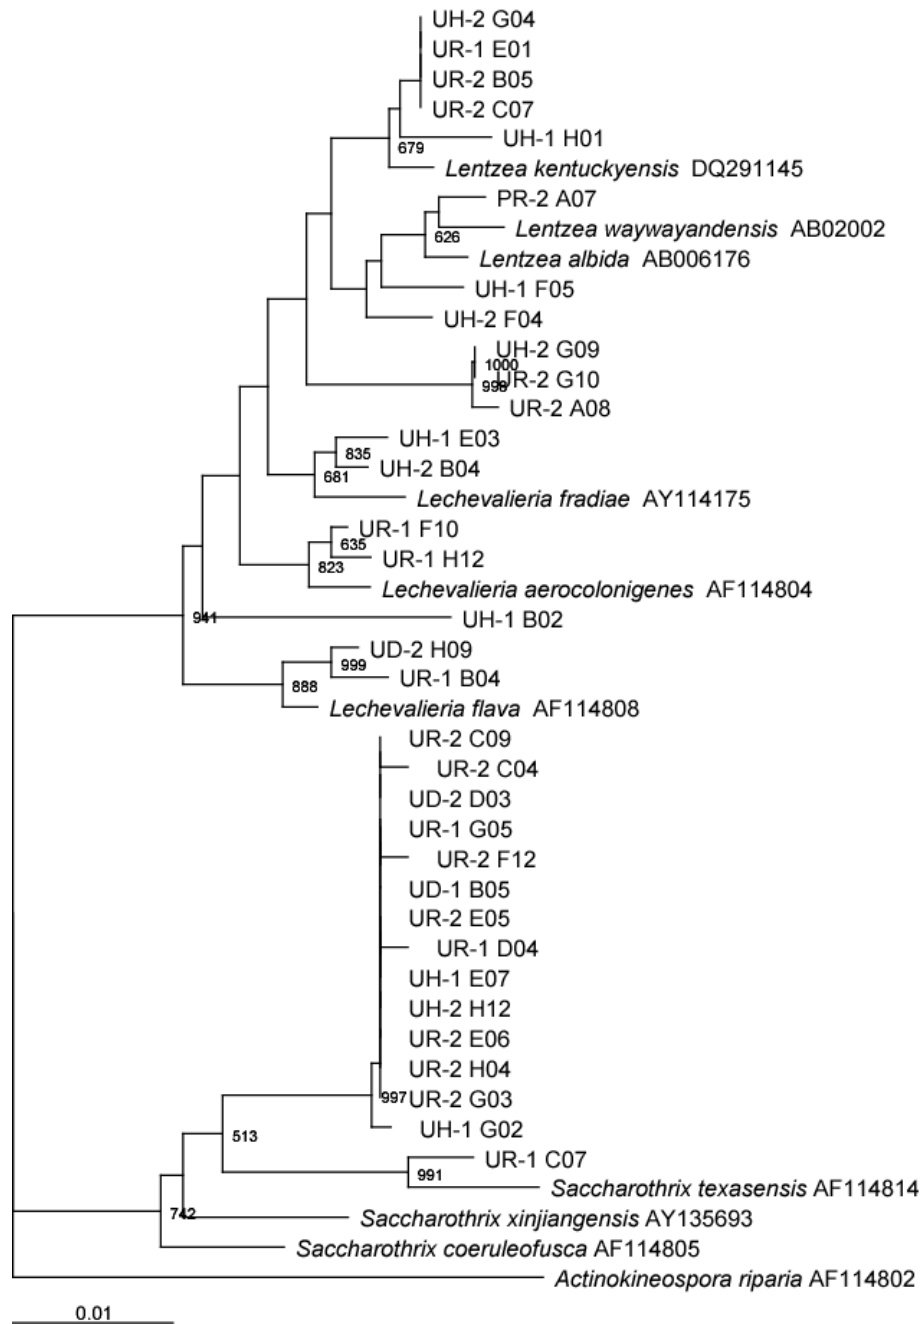 UH-2 G04
UR-1 E01
UR-2 B05
UR-2 C07
UH-1 H01
679
Lentzea kentuckyensis DQ291145
PR-2 A07
Lentzea waywayandensis AB02002
626
Lentzea albida AB006176
UH-1 F05
UH-2 F04
UH-2 G09
1000
998 UR-2 G10
UR-2 A08
UH-1 E03
835
UH-2 B04
681
Lechevalieria fradiae AY114175
UR-1 F10
635
UR-1 H12
823
Lechevalieria aerocolonigenes AF114804
941
UH-1 B02
UD-2 H09
999
UR-1 B04
888
Lechevalieria flava AF114808
UR-2 C09
UR-2 C04
UD-2 D03
UR-1 G05
UR-2 F12
UD-1 B05
UR-2 E05
UR-1 D04
UH-1 E07
UH-2 H12
UR-2 E06
UR-2 H04
997 UR-2 G03
UH-1 G02
513
UR-1 C07
991
Saccharothrix texasensis AF114814
742
Saccharothrix xinjiangensis AY135693
Saccharothrix coeruleofusca AF114805
Actinokineospora riparia AF114802
0.01